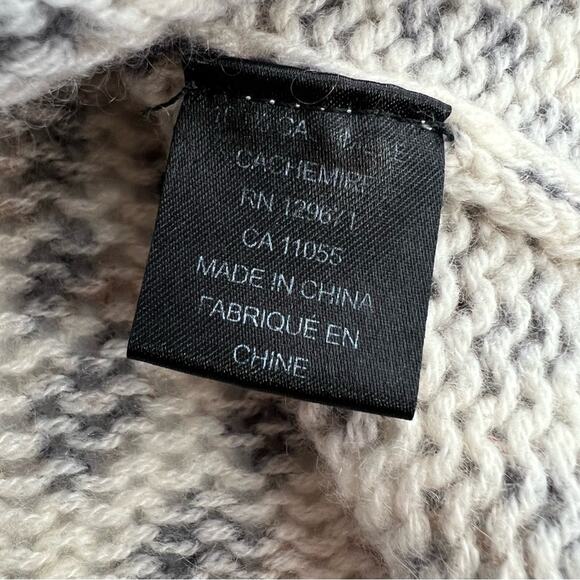 CACHEMIRE
RN 129671
CA 11055
MADE IN CHINA
FABRIQUÉ EN
CHINE